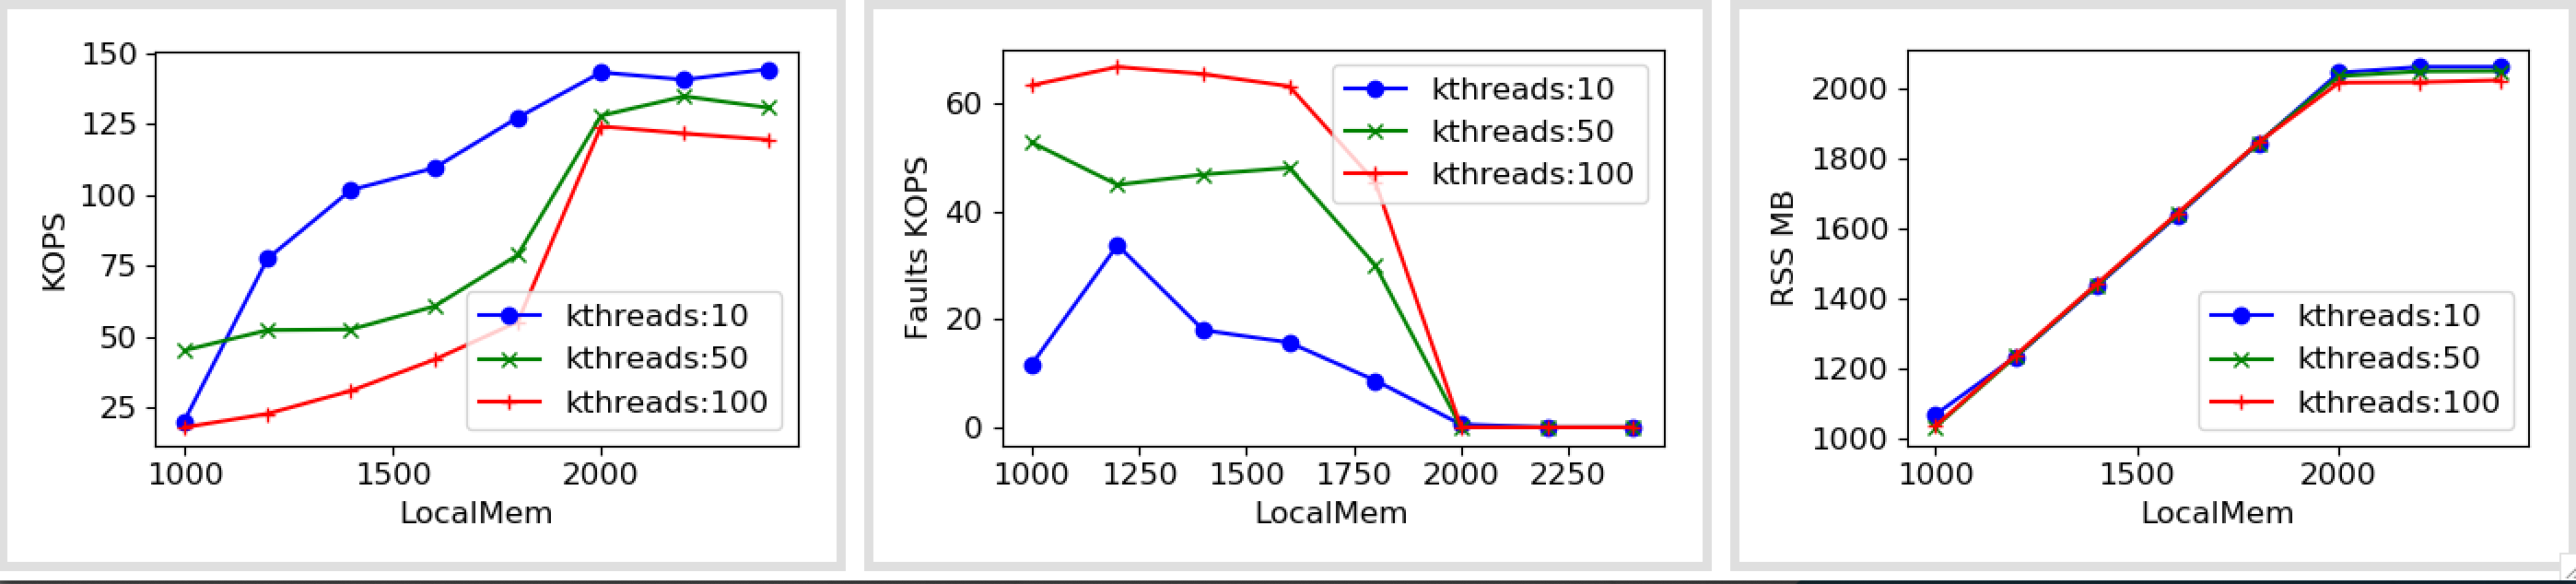 150
125
100
75
50
25
KOPS
kthreads:10
kthreads:50
kthreads:100
1000
1500
2000
LocalMem
60
40
20
0
Faults KOPS
kthreads:10
kthreads:50
kthreads:100
1000
1250
1500
1750
2000
2250
LocalMem
2000
1800
1600
1400
1200
1000
RSS MB
kthreads:10
kthreads:50
kthreads:100
1000
1500
2000
LocalMem